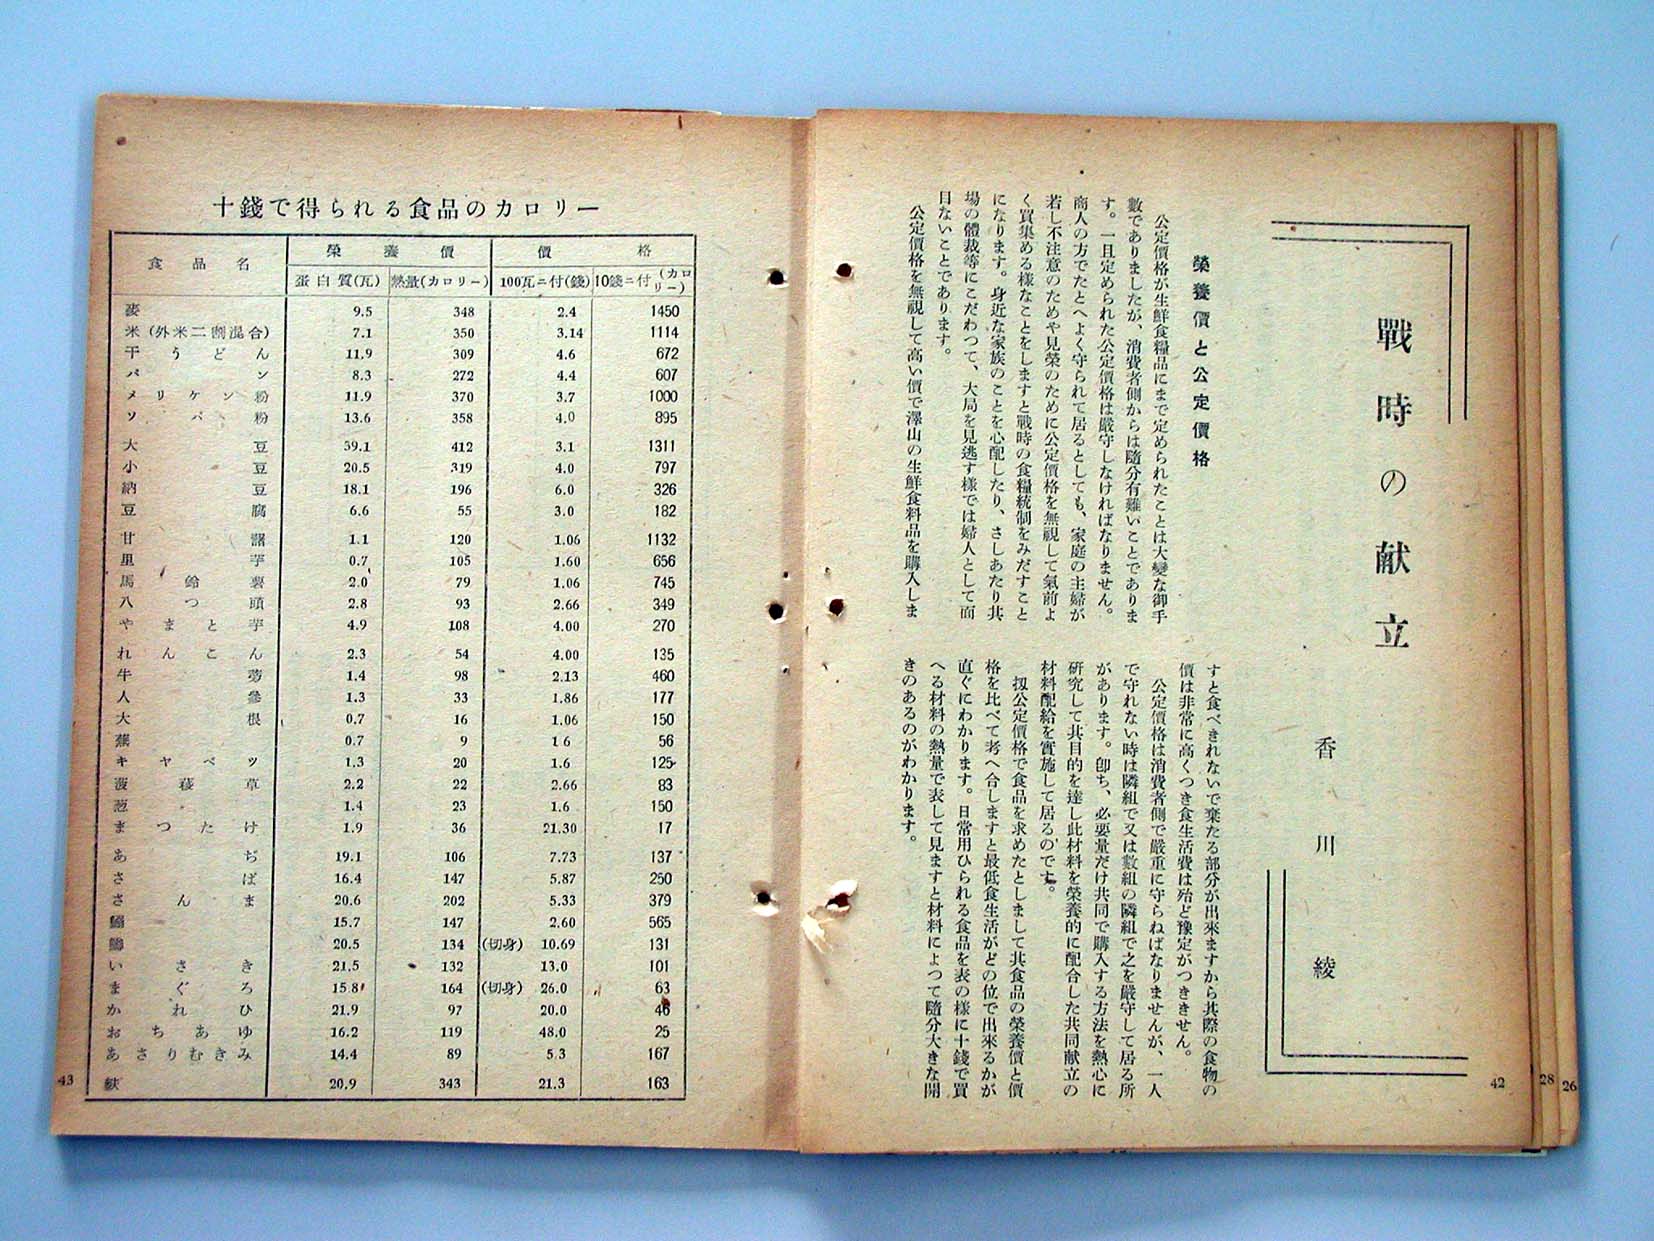 戰時の献立
香川綾
榮養價と公定價格
公定價格が生鮮食糧品にまで定められたことは大變な御手
數でありましたが、消費者側からは隨分有難いことでありま
す。一旦定められた公定價格は嚴守しなければなりません。
商人の方でたとへよく守られて居るとしても、家庭の主婦が
若し不注意のためや見榮のために公定價格を無視して氣前よ
く買集める樣なことをしますと戰時の食糧統制をみだすこと
になります。身近な家族のことを心配したり、さしあたり其
場の體裁等にこだわつて、大局を見逃す樣では婦人として面
目ないことであります。
公定價格を無視して高い價で澤山の生鮮食料品を購入しま
すと食べきれないで棄たる部分が出來ますから其際の食物の
價は非常に高くつき食生活費は殆ど豫定がつききせん。
公定價格は消費者側で嚴重に守らねばなりませんが、一人
で守れない時は隣組で又は數組の隣組で之を嚴守して居る所
があります。卽ち、必要量だけ共同で購入する方法を熱心に
研究して其目的を達し此材料を榮養的に配合した共同献立の
材料配給を實施して居るのです。
扨公定價格で食品を求めたとしまして其食品の榮養價と價
格を比べて考へ合しますと最低食生活がどの位で出來るかが
直ぐにわかります。日常用ひられる食品を表の樣に十錢で買
へる材料の熱量で表して見ますと材料によつて隨分大きな開
きのあるのがわかります。
42
28
26
十錢で得られる食品のカロリー
食品名 榮養價 價格
蛋白質(瓦) 熱量(カロリー) 100瓦ニ付(錢) 10錢ニ付(カロリー)
麥 9.5 348 2.4 1450
米(外米二割混合) 7.1 350 3.14 1114
干うどん 11.9 309 4.6 672
パン 8.3 272 4.4 607
メリケン粉 11.9 370 3.7 1000
ソバ粉 13.6 358 4.0 895
大豆 39.1 412 3.1 1311
小豆 20.5 319 4.0 797
納豆 18.1 196 6.0 326
豆腐 6.6 55 3.0 182
甘藷 1.1 120 1.06 1132
里芋 0.7 105 1.60 656
馬鈴薯 2.0 79 1.06 745
八つ頭 2.8 93 2.66 349
やまと芋 4.9 108 4.00 270
れんこん 2.3 54 4.00 135
牛蒡 1.4 98 2.13 460
人參 1.3 33 1.86 177
大根 0.7 16 1.06 150
蕪 0.7 9 1.6 56
キヤベツ 1.3 20 1.6 125
菠薐草 2.2 22 2.66 83
葱 1.4 23 1.6 150
まつたけ 1.9 36 21.30 17
あぢ 19.1 106 7.73 137
さば 16.4 147 5.87 250
さんま 20.6 202 5.33 379
鰯 15.7 147 2.60 565
20.5 134 (切身) 10.69 131
いさき 21.5 132 13.0 101
まぐろ 15.8 164 (切身) 26.0 63
かれひ 21.9 97 20.0 46
おちあゆ 16.2 119 48.0 25
あさりむきみ 14.4 89 5.3 167
20.9 343 21.3 163
43